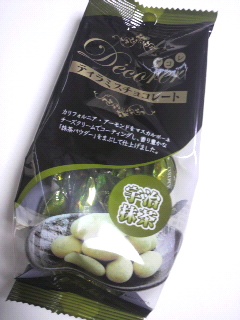 Decora
ティラミスチョコレート
カリフォルニア・アーモンドをマスカルポーネ
チーズクリームでコーティングし、香り豊かな
「抹茶パウダー」をまぶして仕上げました。
宇治
抹茶